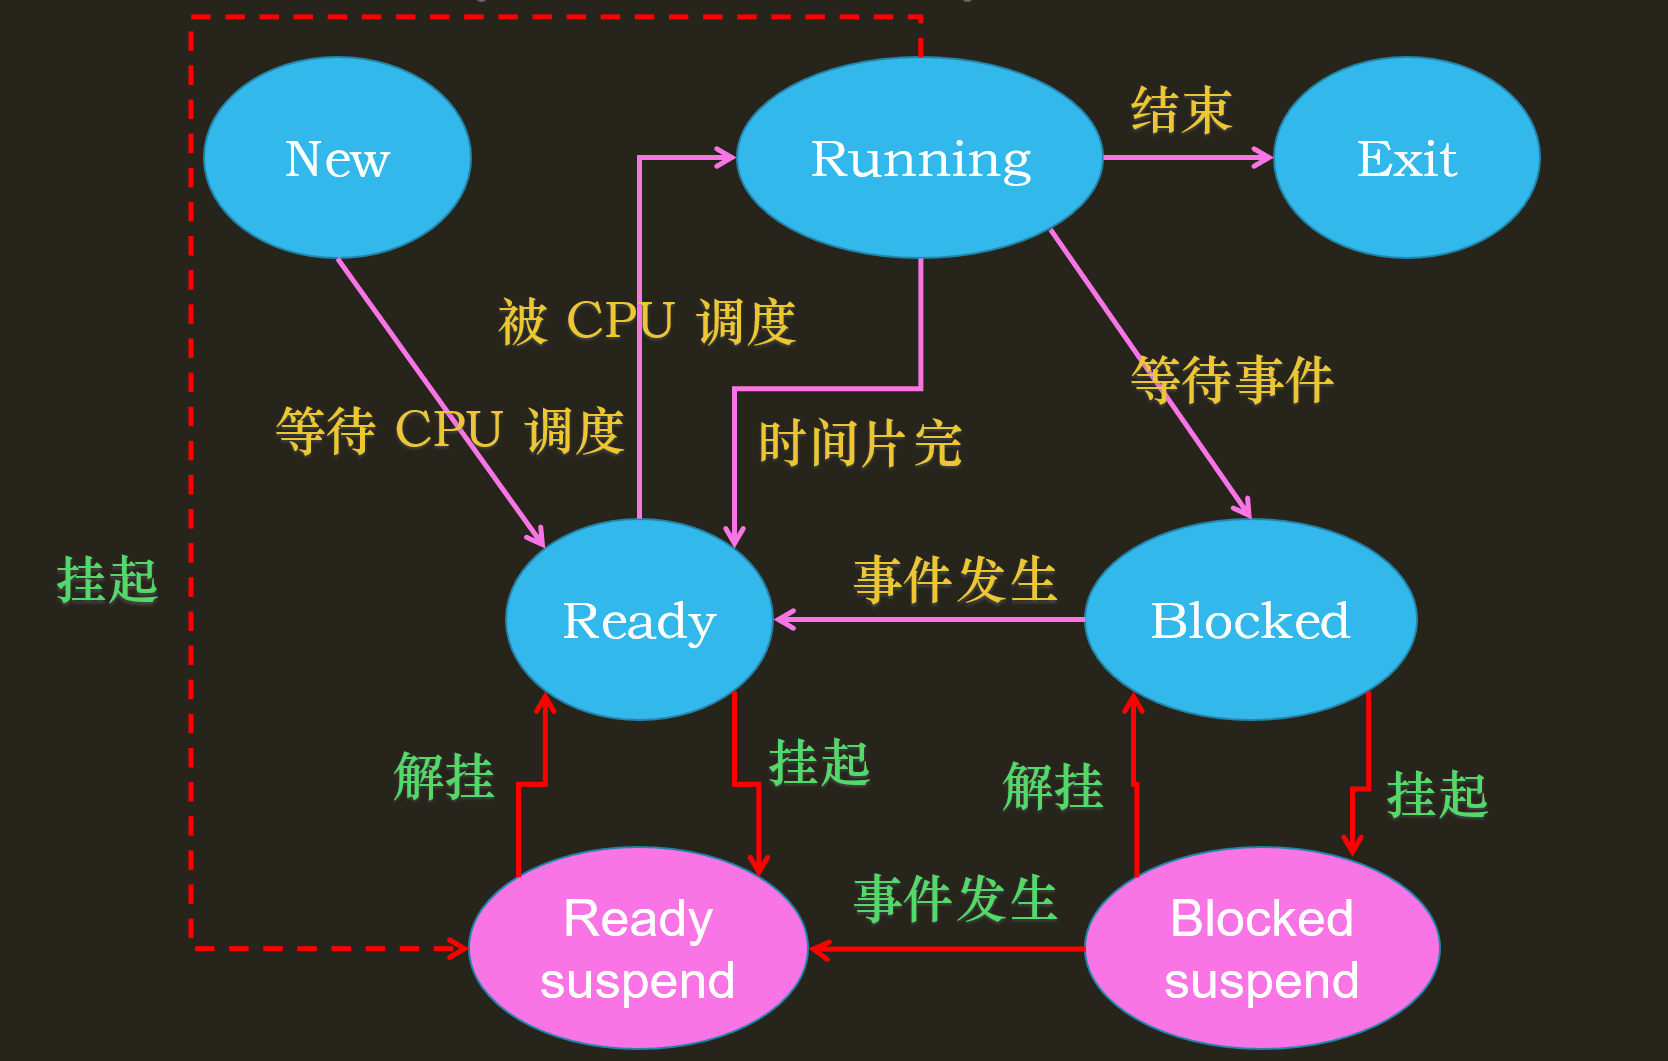 New
Running
结束
Exit
被 CPU 调度
等待 CPU 调度
时间片完
等待事件
挂起
Ready
事件发生
Blocked
解挂
挂起
解挂
挂起
Ready
suspend
事件发生
Blocked
suspend